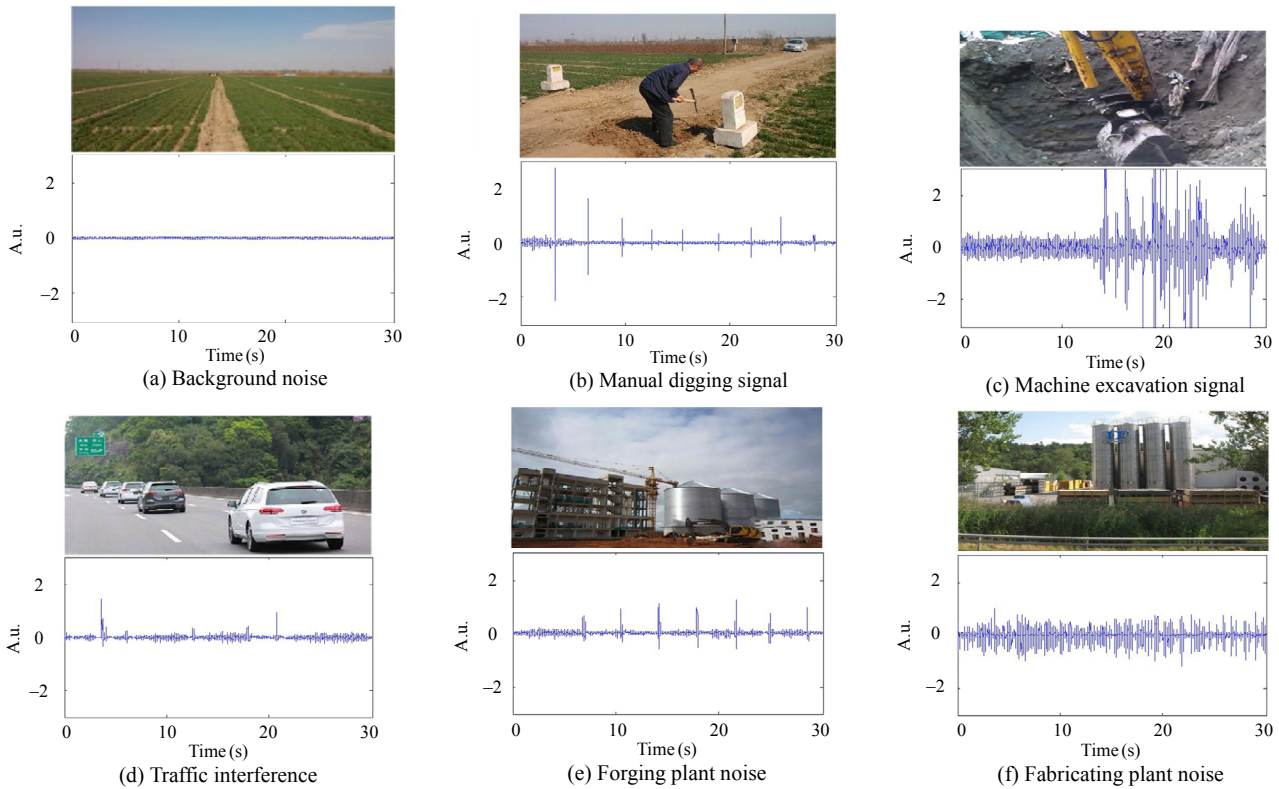 2
0
−2
A.u.
0 10 20 30
Time (s)
(a) Background noise
2
0
−2
A.u.
0 10 20 30
Time (s)
(b) Manual digging signal
2
0
−2
A.u.
0 10 20 30
Time (s)
(c) Machine excavation signal
2
0
−2
A.u.
0 10 20 30
Time (s)
(d) Traffic interference
2
0
−2
A.u.
0 10 20 30
Time (s)
(e) Forging plant noise
2
0
−2
A.u.
0 10 20 30
Time (s)
(f) Fabricating plant noise